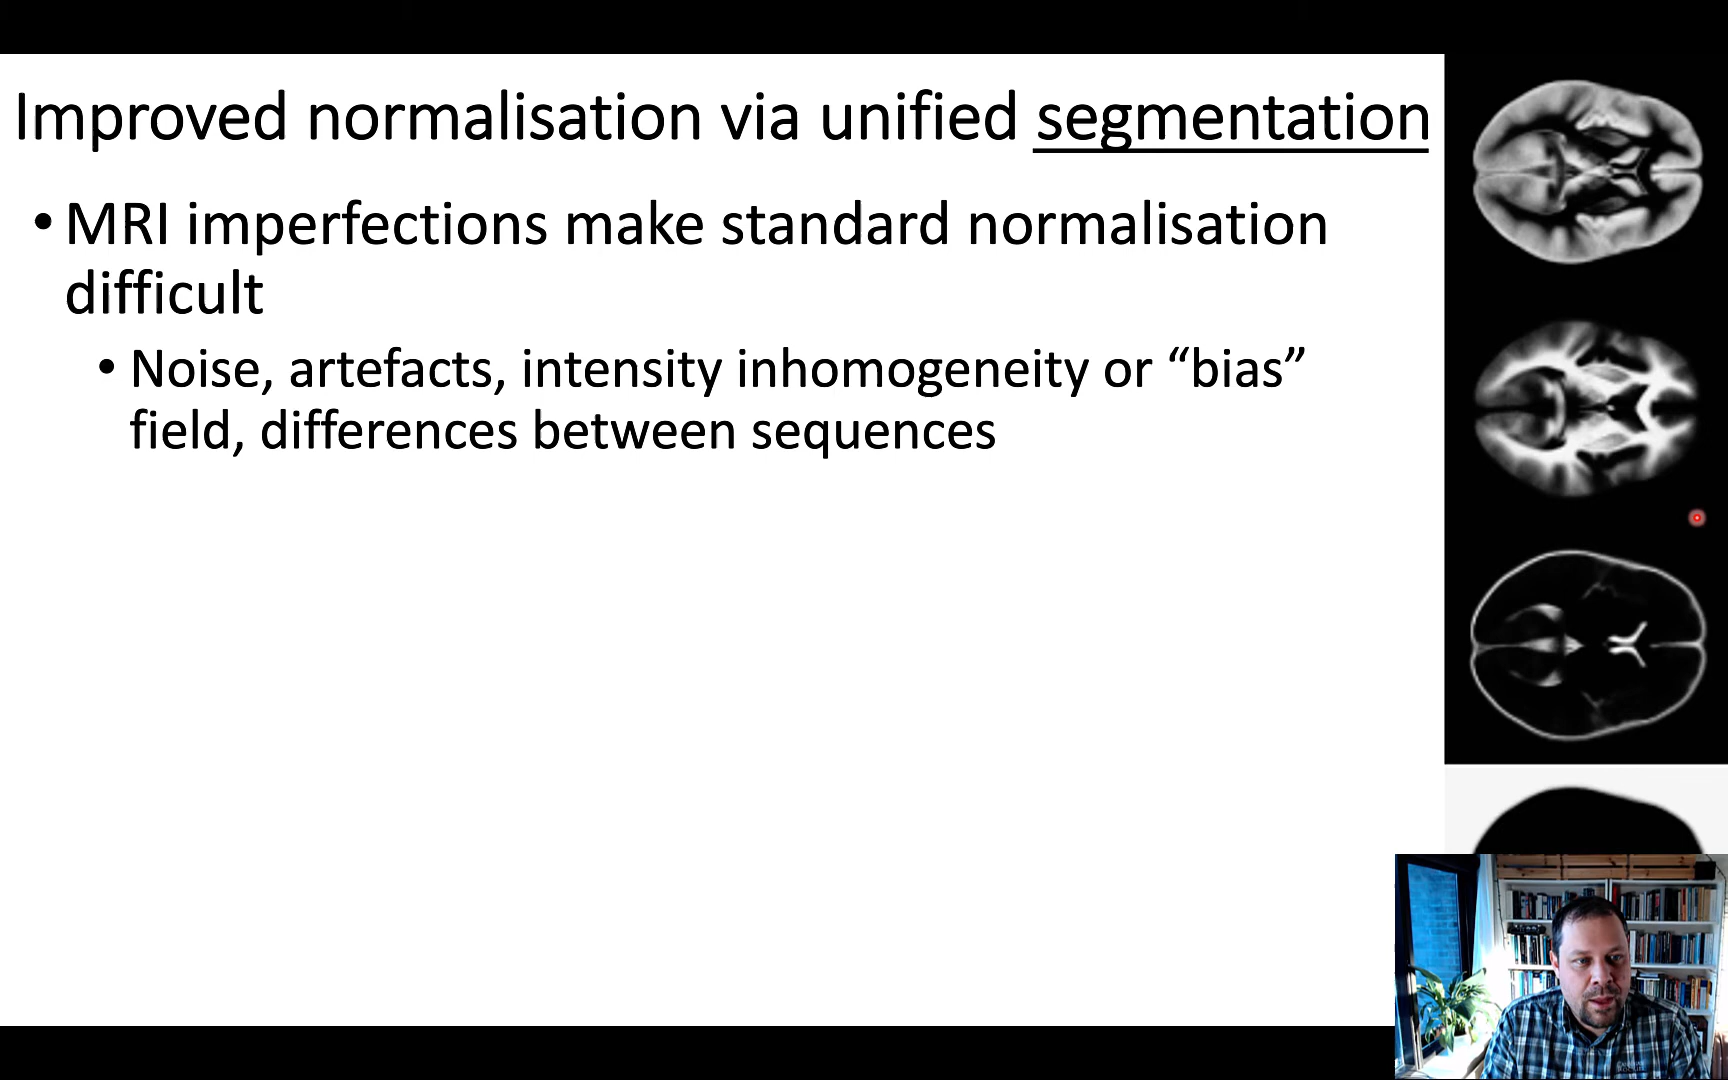 Improved normalisation via unified segmentation
• MRI imperfections make standard normalisation
difficult
• Noise, artefacts, intensity inhomogeneity or “bias”
field, differences between sequences